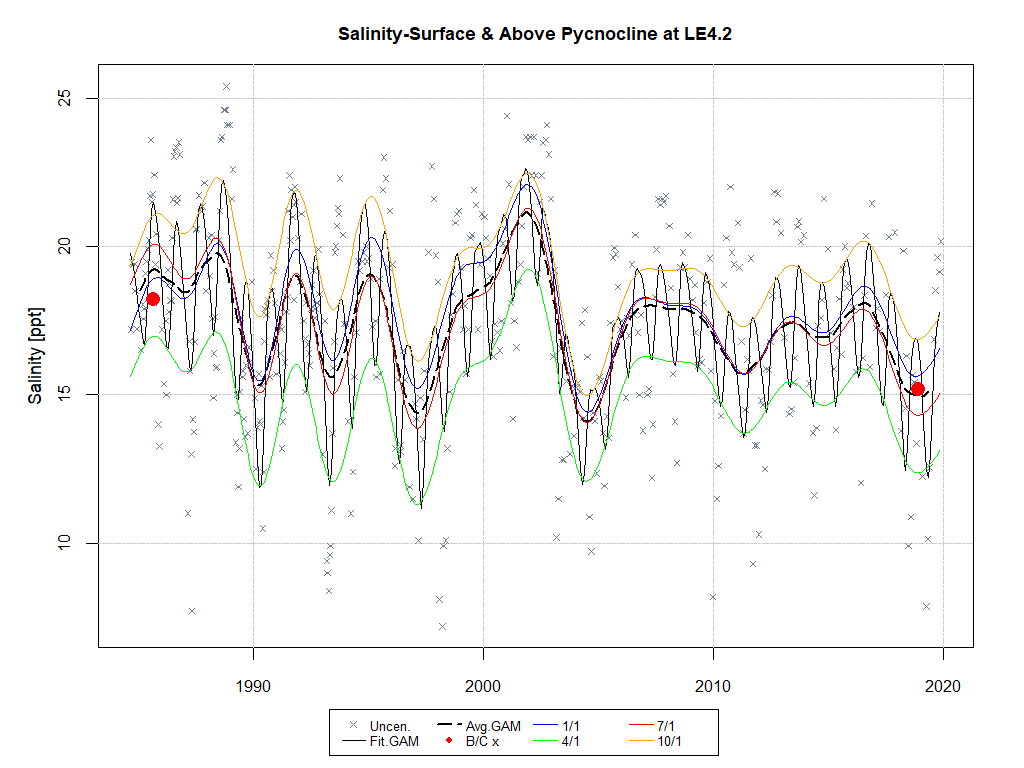 Salinity-Surface & Above Pycnocline at LE4.2
Salinity [ppt]
25
20
15
10
1990 2000 2010 2020
Uncen. Avg.GAM 1/1 7/1
Fit.GAM B/C x 4/1 10/1